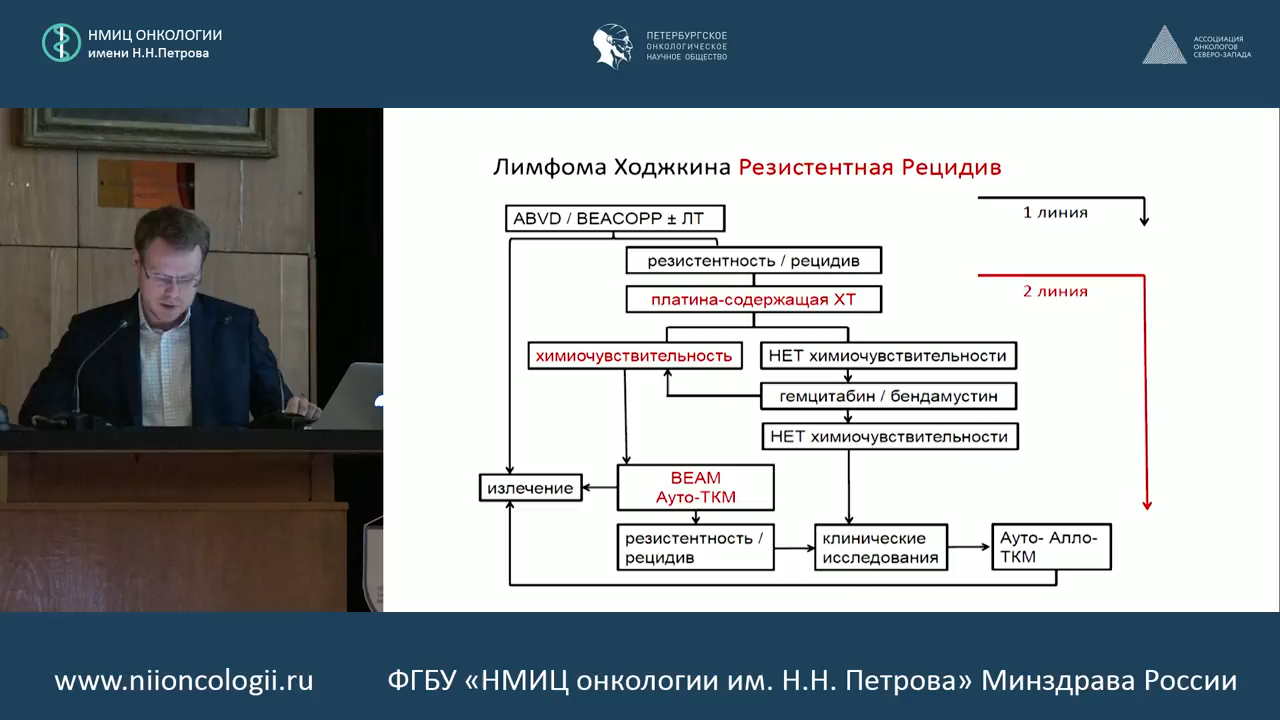 НМИЦ ОНКОЛОГИИ
имени Н.Н.Петрова
ПЕТЕРБУРГСКОЕ
ОНКОЛОГИЧЕСКОЕ
НАУЧНОЕ ОБЩЕСТВО
АССОЦИАЦИЯ
ОНКОЛОГОВ
СЕВЕРО-ЗАПАДА
Лимфома Ходжкина Резистентная Рецидив
ABVD / BEACOPP ± ЛТ
1 линия
резистентность / рецидив
2 линия
платина-содержащая ХТ
химиочувствительность
НЕТ химиочувствительности
гемцитабин / бендамустин
НЕТ химиочувствительности
излечение
BEAM
Ауто-ТКМ
резистентность /
рецидив
клинические
исследования
Ауто- Алло-
ТКМ
www.niioncologii.ru
ФГБУ «НМИЦ онкологии им. Н.Н. Петрова» Минздрава России